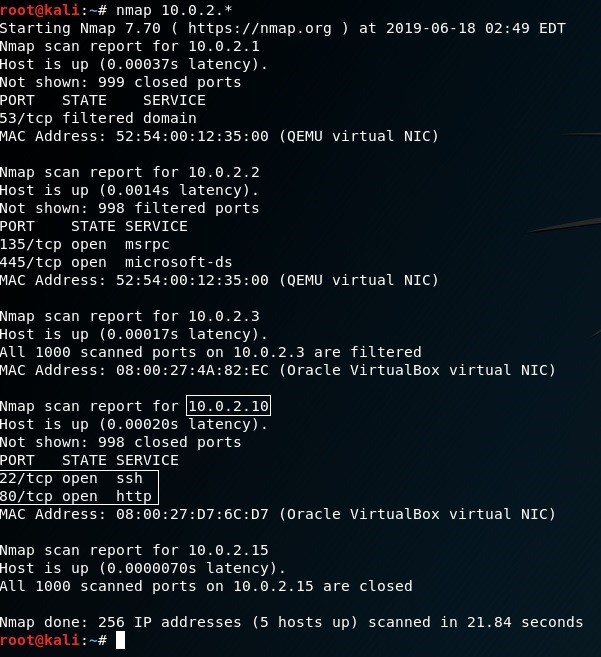 root@kali:~# nmap 10.0.2.*
Starting Nmap 7.70 ( https://nmap.org ) at 2019-06-18 02:49 EDT
Nmap scan report for 10.0.2.1
Host is up (0.00037s latency).
Not shown: 999 closed ports
PORT   STATE    SERVICE
53/tcp filtered domain
MAC Address: 52:54:00:12:35:00 (QEMU virtual NIC)

Nmap scan report for 10.0.2.2
Host is up (0.0014s latency).
Not shown: 998 filtered ports
PORT    STATE SERVICE
135/tcp open  msrpc
445/tcp open  microsoft-ds
MAC Address: 52:54:00:12:35:00 (QEMU virtual NIC)

Nmap scan report for 10.0.2.3
Host is up (0.00017s latency).
All 1000 scanned ports on 10.0.2.3 are filtered
MAC Address: 08:00:27:4A:82:EC (Oracle VirtualBox virtual NIC)

Nmap scan report for 10.0.2.10
Host is up (0.00020s latency).
Not shown: 998 closed ports
PORT   STATE SERVICE
22/tcp open  ssh
80/tcp open  http
MAC Address: 08:00:27:D7:6C:D7 (Oracle VirtualBox virtual NIC)

Nmap scan report for 10.0.2.15
Host is up (0.0000070s latency).
All 1000 scanned ports on 10.0.2.15 are closed

Nmap done: 256 IP addresses (5 hosts up) scanned in 21.84 seconds
root@kali:~#